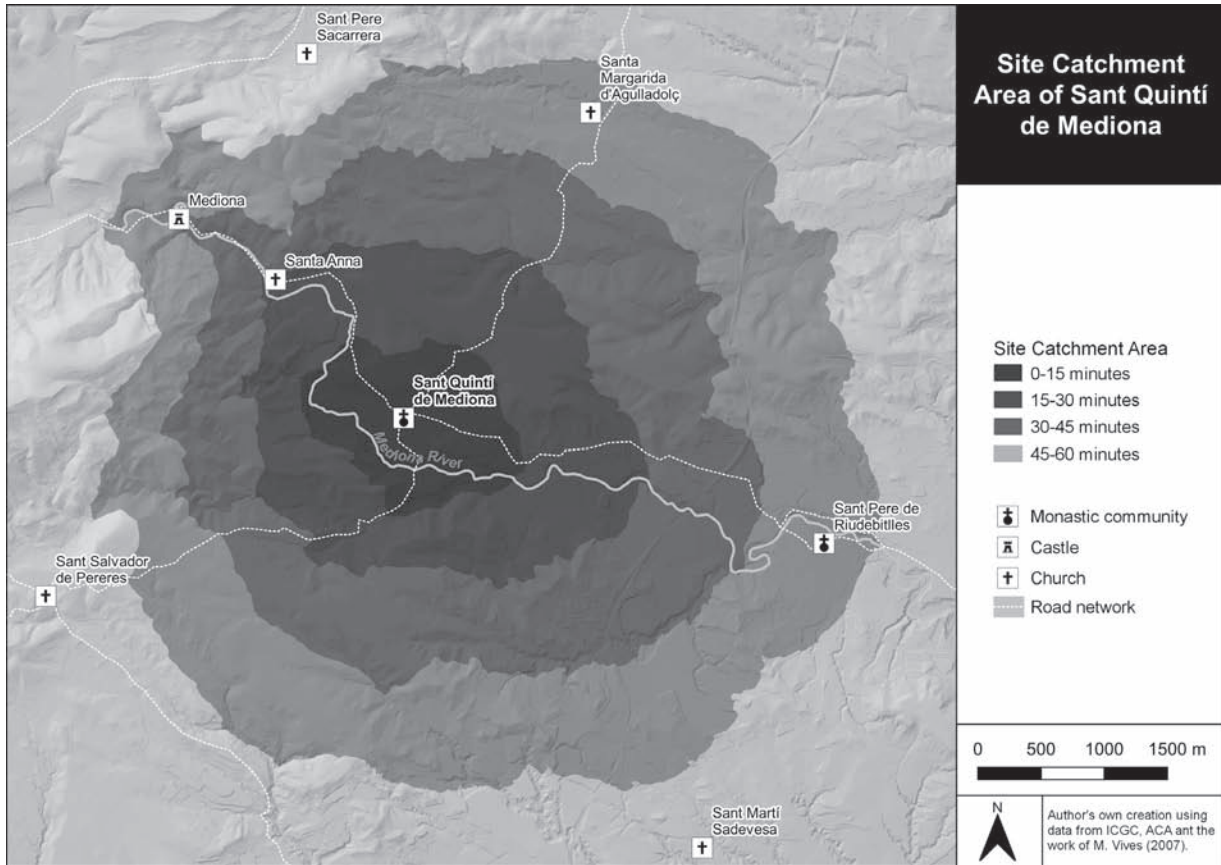 Sant Pere
Sacarrera
Santa
Margarida
d'Agulladolç
Mediona
Santa Anna
Sant Quintí
de Mediona
Mediona River
Sant Pere de
Riudebitlles
Sant Salvador
de Pereres
Sant Martí
Sadevesa
Site Catchment
Area of Sant Quintí
de Mediona
Site Catchment Area
0-15 minutes
15-30 minutes
30-45 minutes
45-60 minutes
Monastic community
Castle
Church
Road network
0 500 1000 1500 m
N
Author's own creation using
data from ICGC, ACA ant the
work of M. Vives (2007).